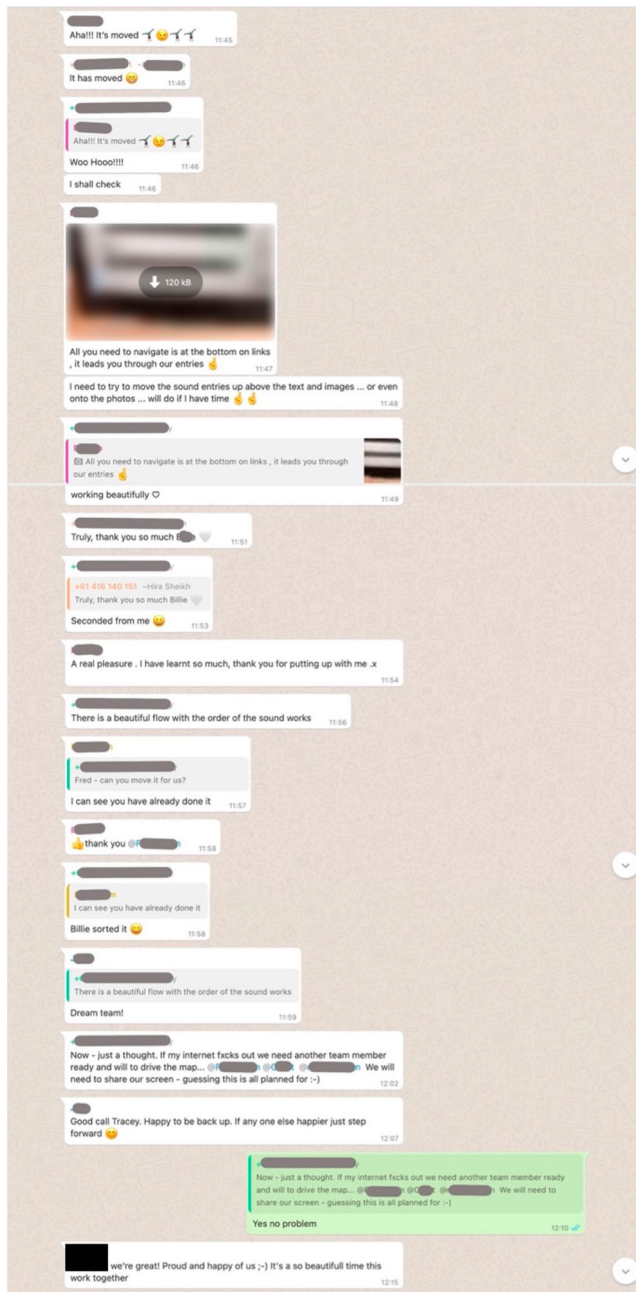 Aha!!! It's moved 🤸😉🤸🤸
11:45
It has moved 😁
11:46
Aha!!! It's moved 🤸😉🤸🤸
Woo Hooo!!!!
11:46
I shall check
11:46
120 kB
All you need to navigate is at the bottom on links
, it leads you through our entries 🤞
11:47
I need to try to move the sound entries up above the text and images ... or even
onto the photos ... will do if I have time 🤞🤞
11:48
📷 All you need to navigate is at the bottom on links , it leads you through
our entries 🤞
working beautifully ♡
11:49
Truly, thank you so much
11:51
+61 416 140 151 ~Hira Sheikh
Truly, thank you so much Billie 🤍
Seconded from me 😀
11:53
A real pleasure . I have learnt so much, thank you for putting up with me .x
11:54
There is a beautiful flow with the order of the sound works
11:56
Fred - can you move it for us?
I can see you have already done it
11:57
👍thank you @
11:58
I can see you have already done it
Billie sorted it 😀
11:58
There is a beautiful flow with the order of the sound works
Dream team!
11:59
Now - just a thought. If my internet fxcks out we need another team member
ready and will to drive the map... @ @ @ We will
need to share our screen - guessing this is all planned for :-)
12:02
Good call Tracey. Happy to be back up. If any one else happier just step
forward 😊
12:07
Now - just a thought. If my internet fxcks out we need another team member ready
and will to drive the map... @ @ @ We will need to
share our screen - guessing this is all planned for :-)
Yes no problem
12:10
we're great! Proud and happy of us ;-) It's a so beautifull time this
work together
12:15